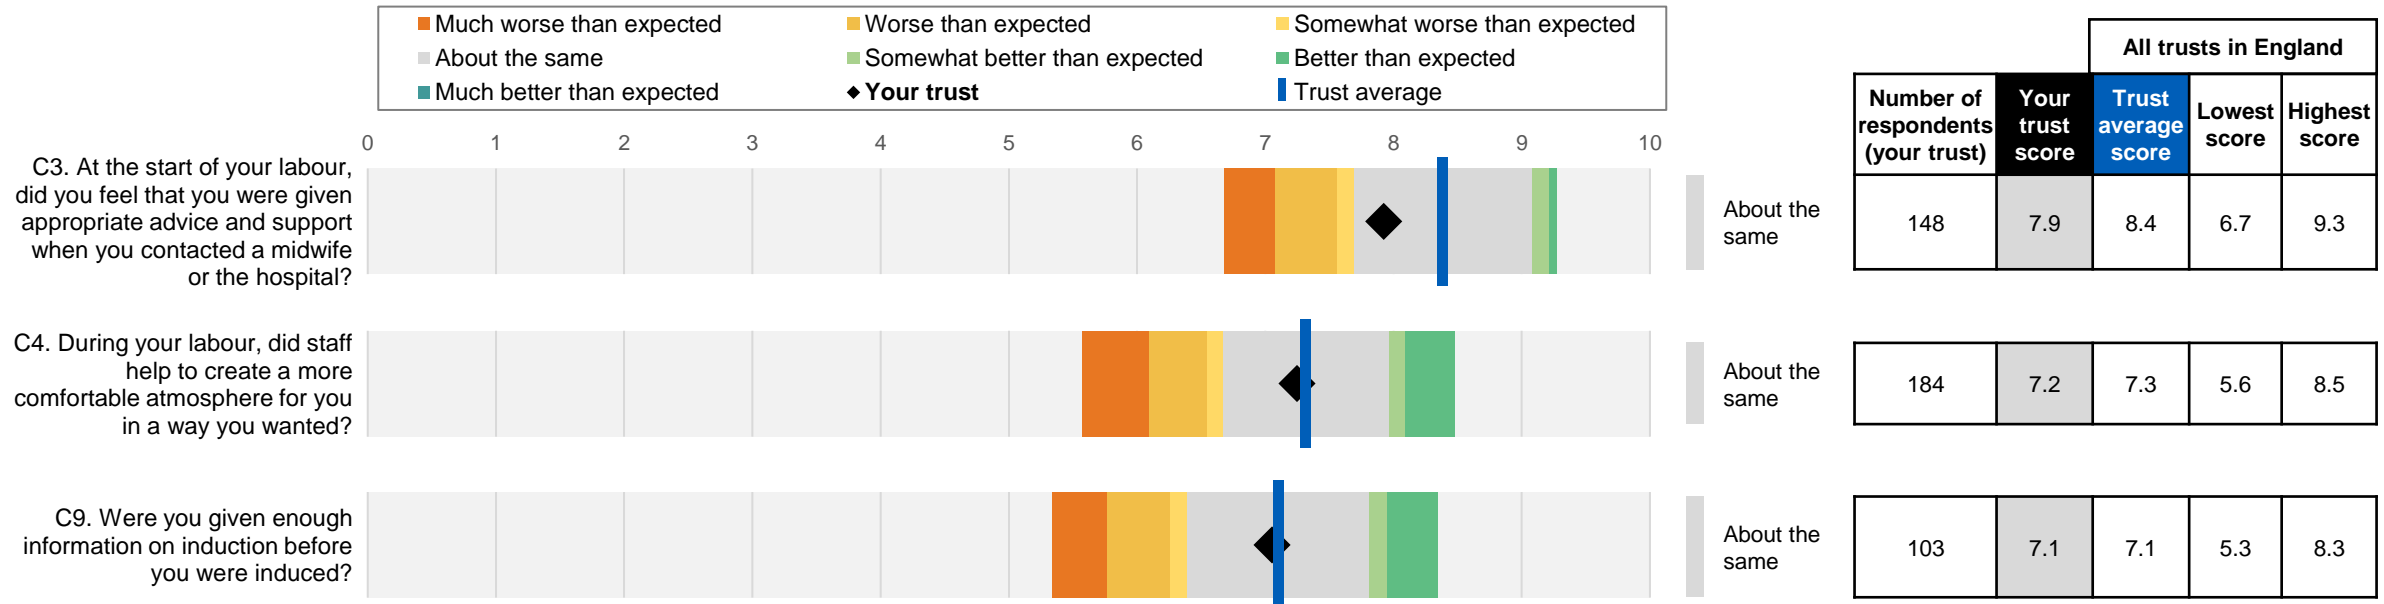 Much worse than expected
Worse than expected
Somewhat worse than expected
About the same
Somewhat better than expected
Better than expected
Much better than expected
Your trust
Trust average
All trusts in England
Number of
respondents
(your trust)
Your
trust
score
Trust
average
score
Lowest
score
Highest
score
0 1 2 3 4 5 6 7 8 9 10
C3. At the start of your labour,
did you feel that you were given
appropriate advice and support
when you contacted a midwife
or the hospital?
About the
same
148 7.9 8.4 6.7 9.3
C4. During your labour, did staff
help to create a more
comfortable atmosphere for you
in a way you wanted?
About the
same
184 7.2 7.3 5.6 8.5
C9. Were you given enough
information on induction before
you were induced?
About the
same
103 7.1 7.1 5.3 8.3